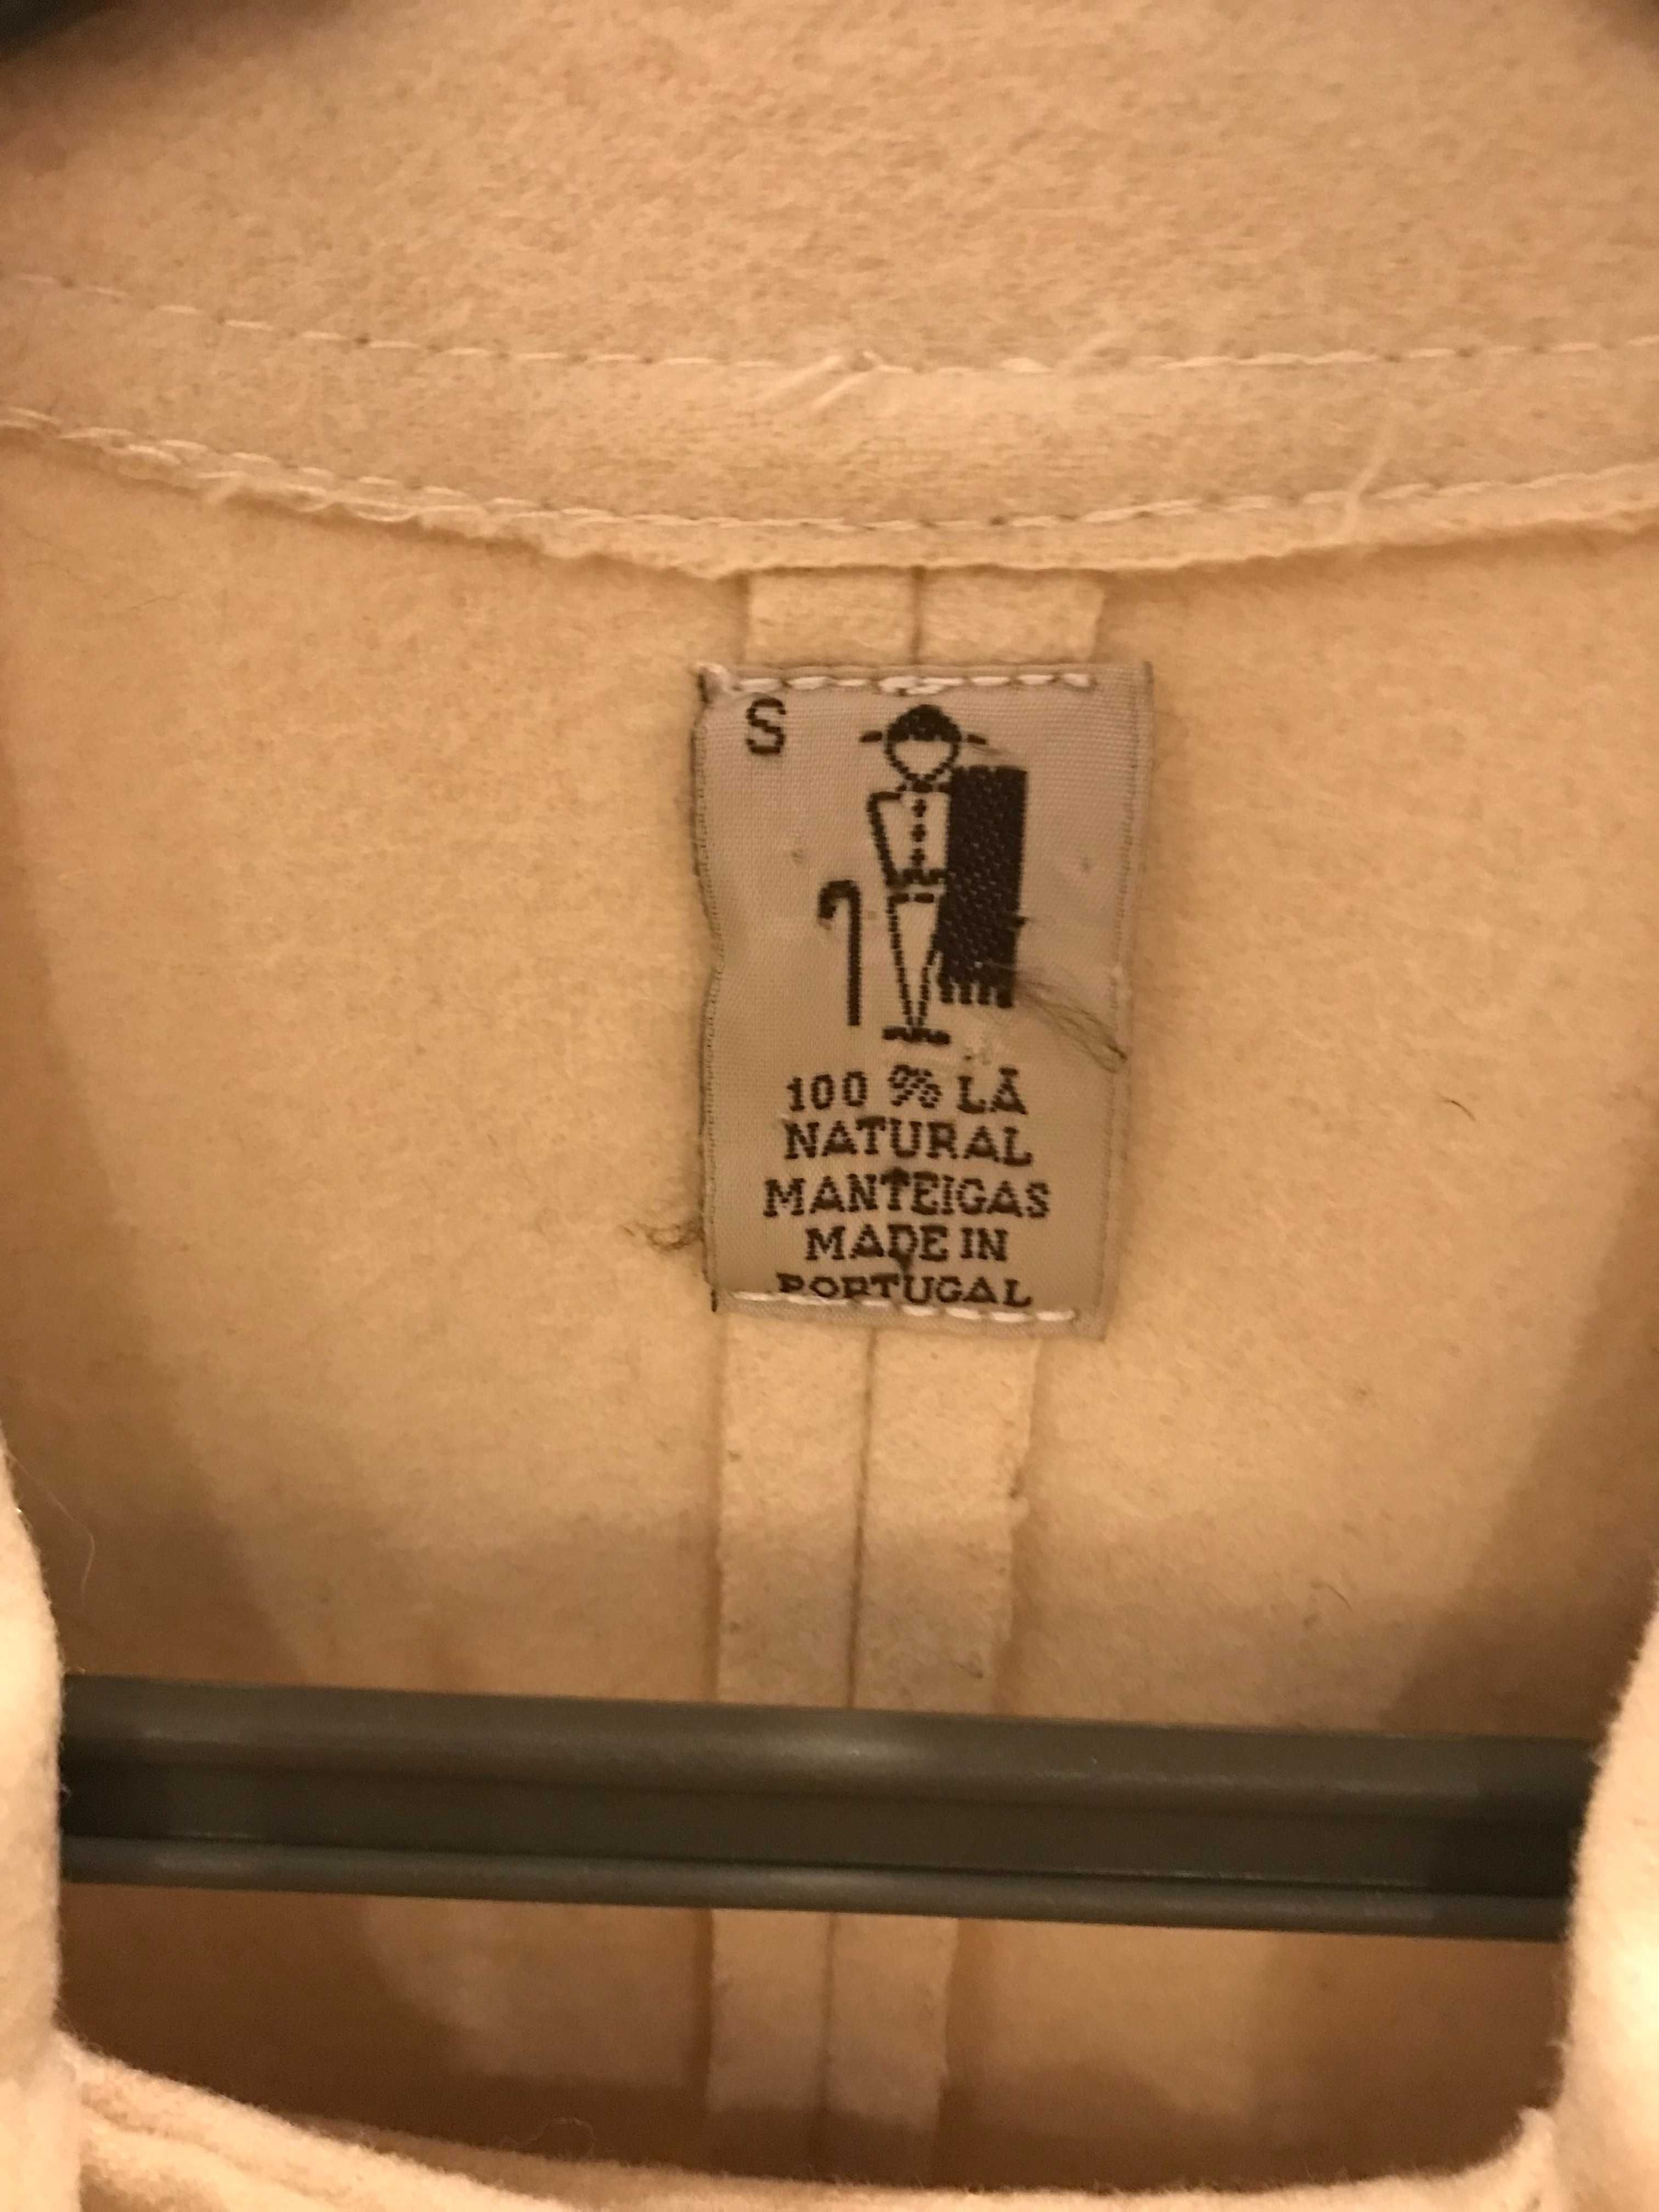 S
100 % LÃ
NATURAL
MANTEIGAS
MADE IN
PORTUGAL